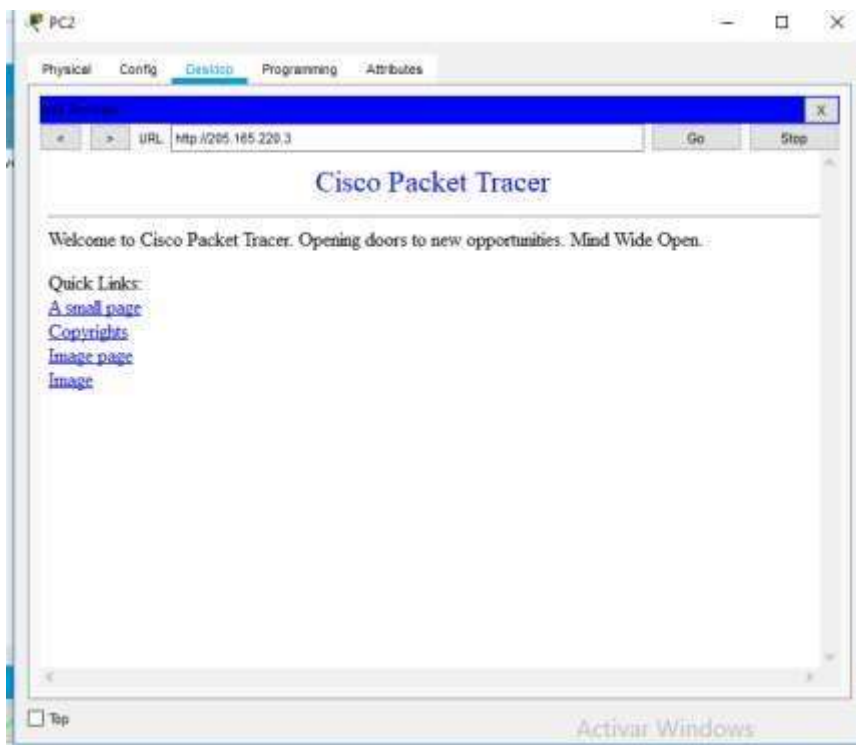 PC2
Physical Config Desktop Programming Attributes
X
< > URL http://205.165.220.3 Go Stop
Cisco Packet Tracer
Welcome to Cisco Packet Tracer. Opening doors to new opportunities. Mind Wide Open.
Quick Links:
A small page
Copyrights
Image page
Image
Top
Activar Windows